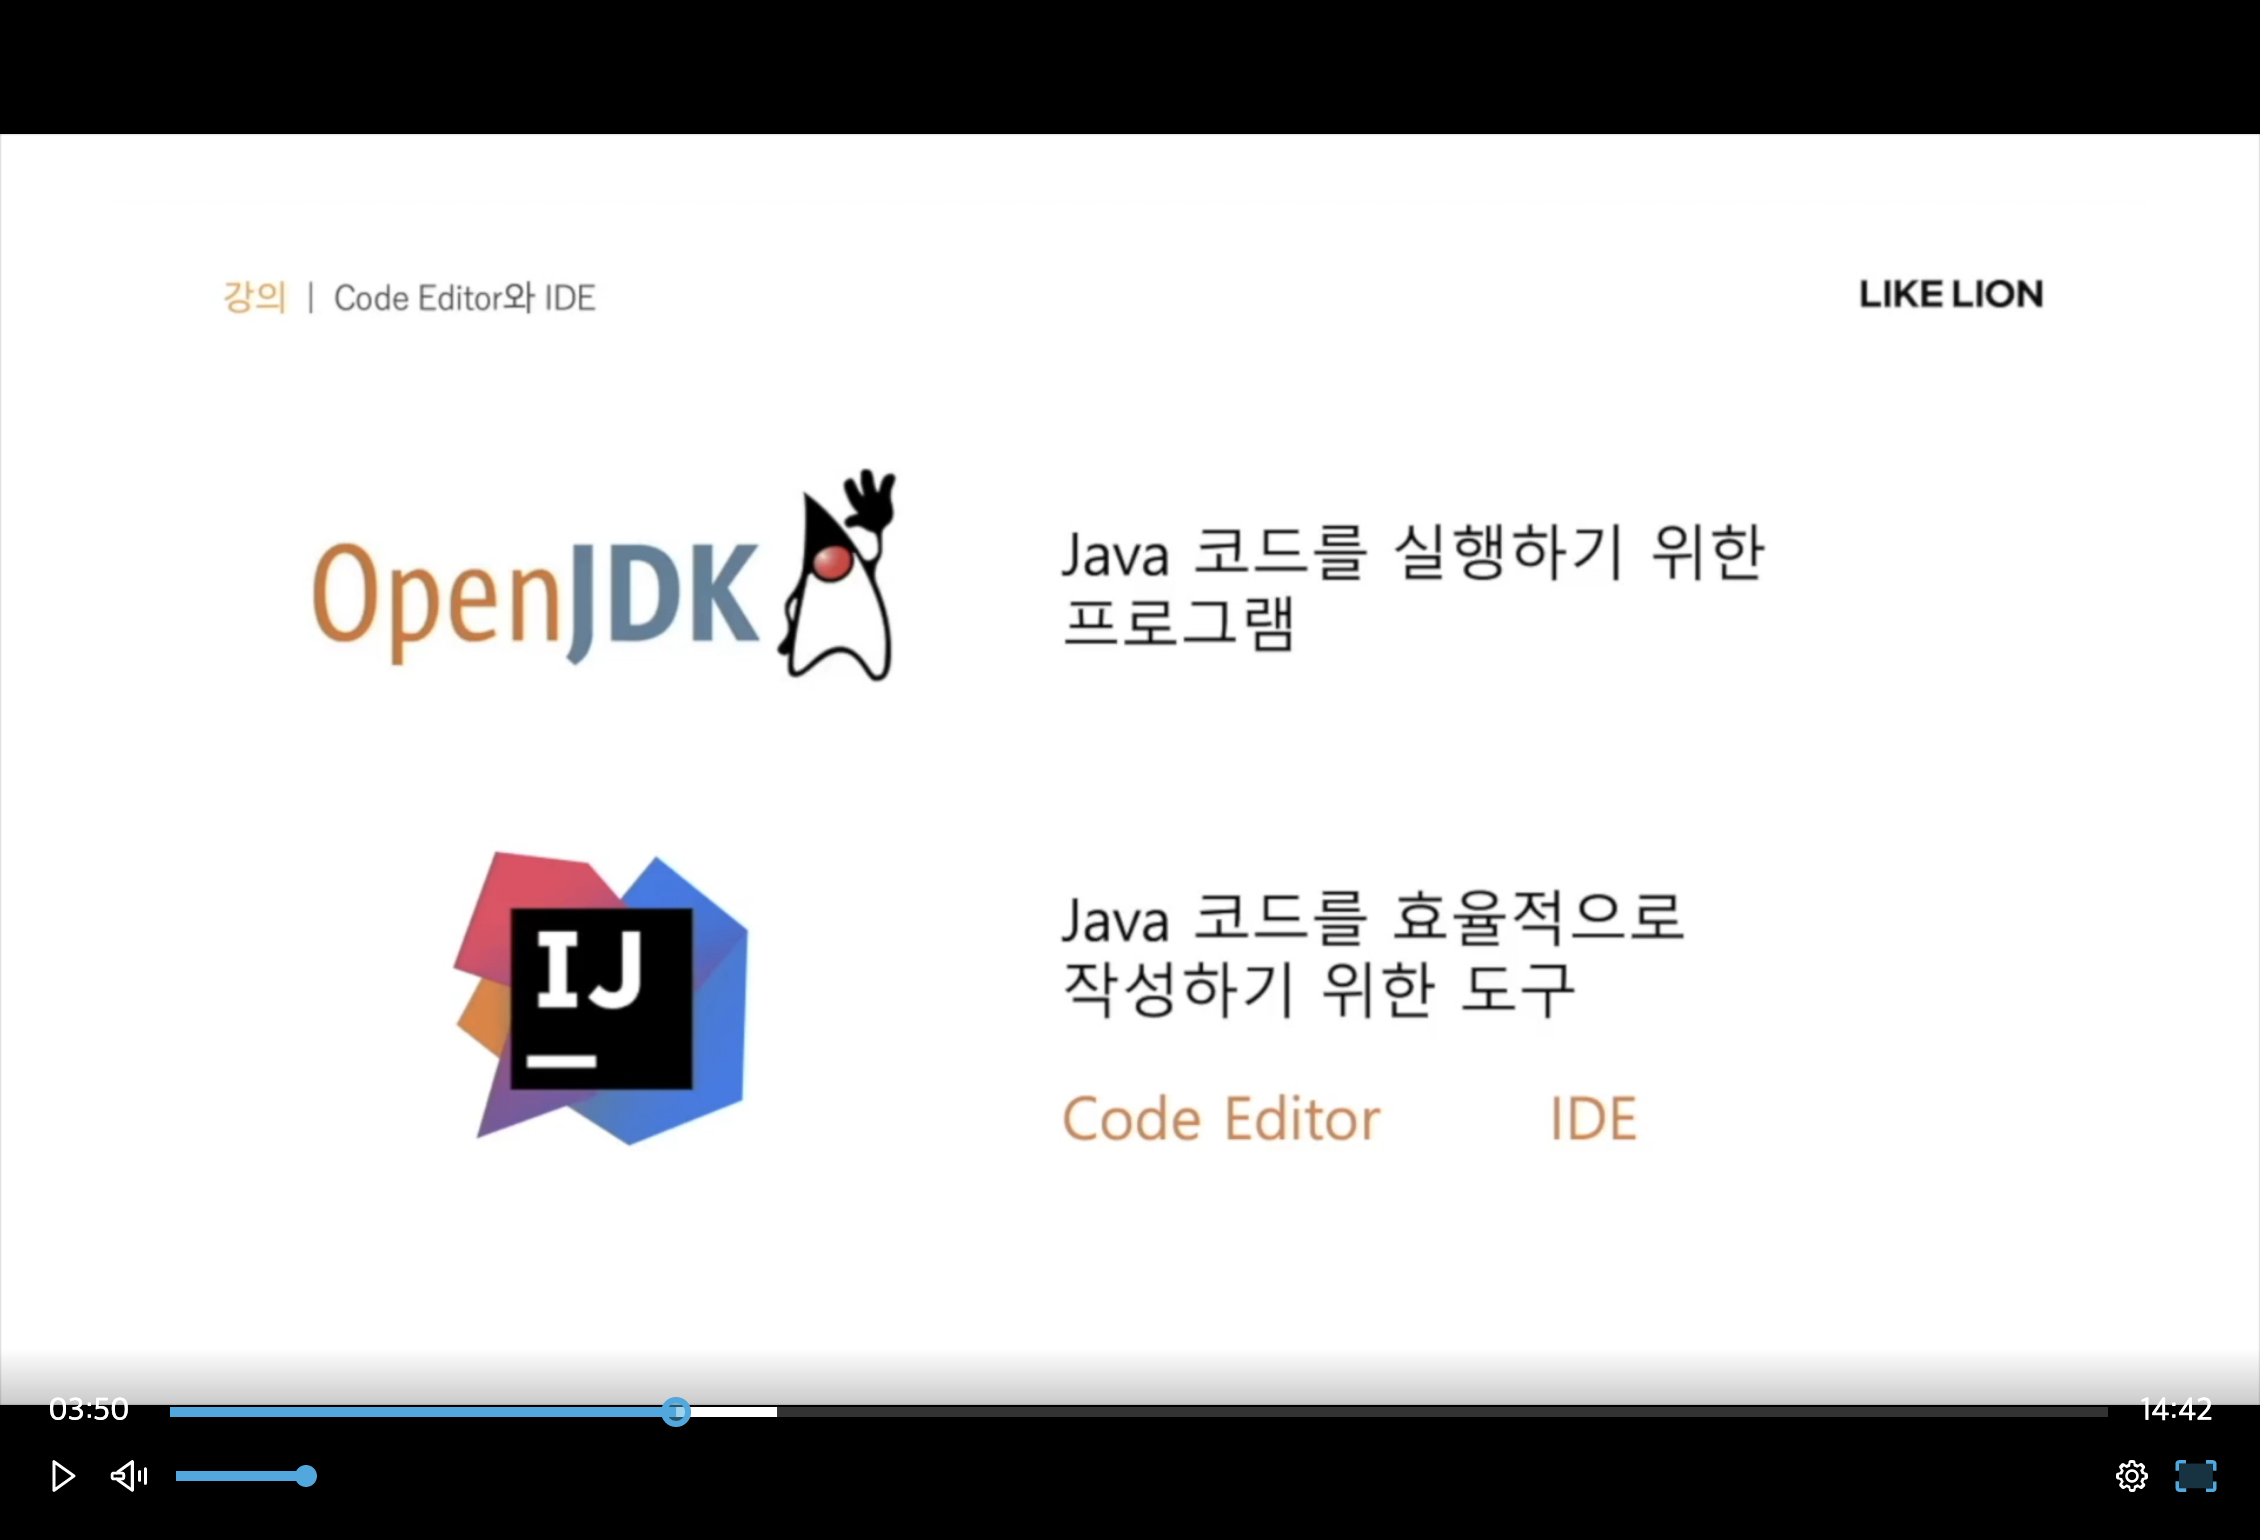 강의 | Code Editor와 IDE
LIKE LION
OpenJDK
Java 코드를 실행하기 위한
프로그램
IJ
Java 코드를 효율적으로
작성하기 위한 도구
Code Editor IDE
03:50
14:42